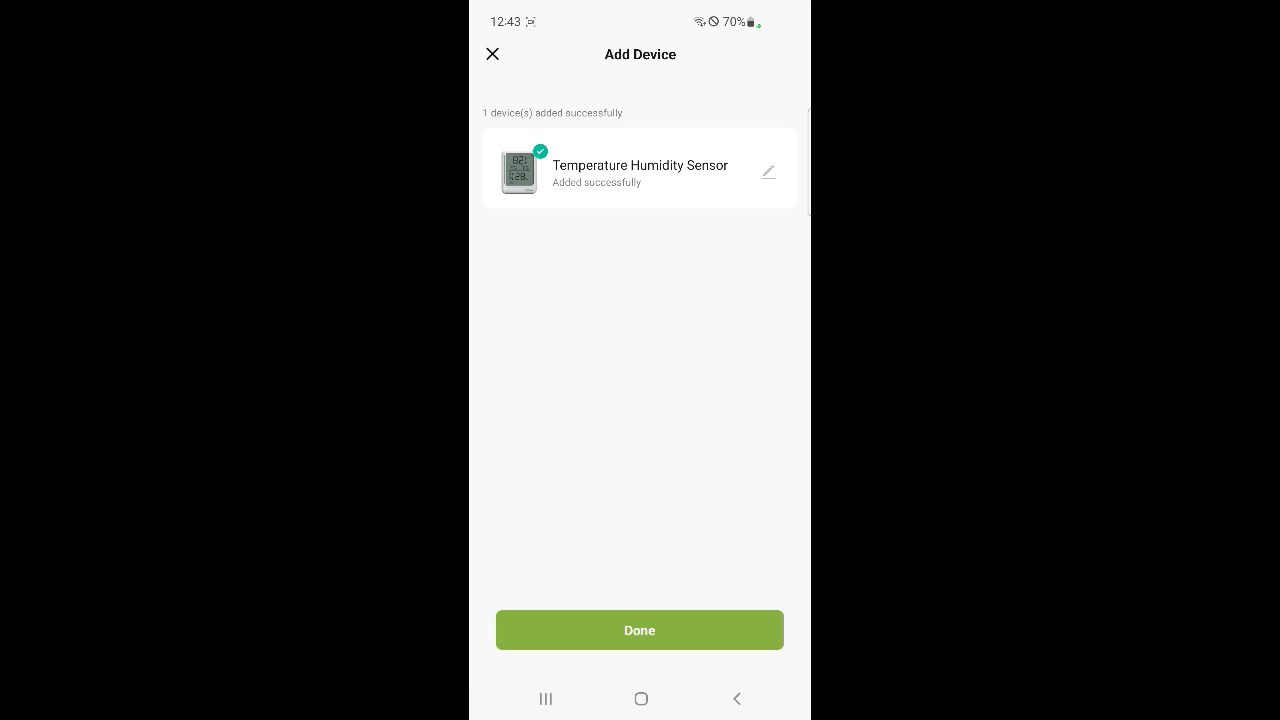 12:43 70%
Add Device
1 device(s) added successfully
Temperature Humidity Sensor
Added successfully
Done